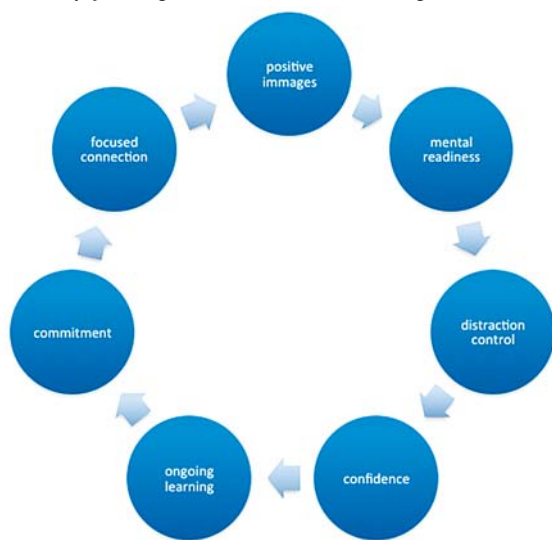 positive
immages
mental
readiness
distraction
control
confidence
ongoing
learning
commitment
focused
connection